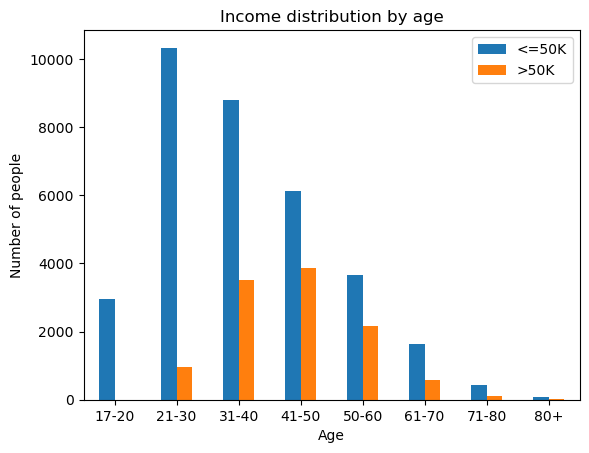 Income distribution by age
<=50K
>50K
Number of people
10000
8000
6000
4000
2000
0
17-20 21-30 31-40 41-50 50-60 61-70 71-80 80+
Age